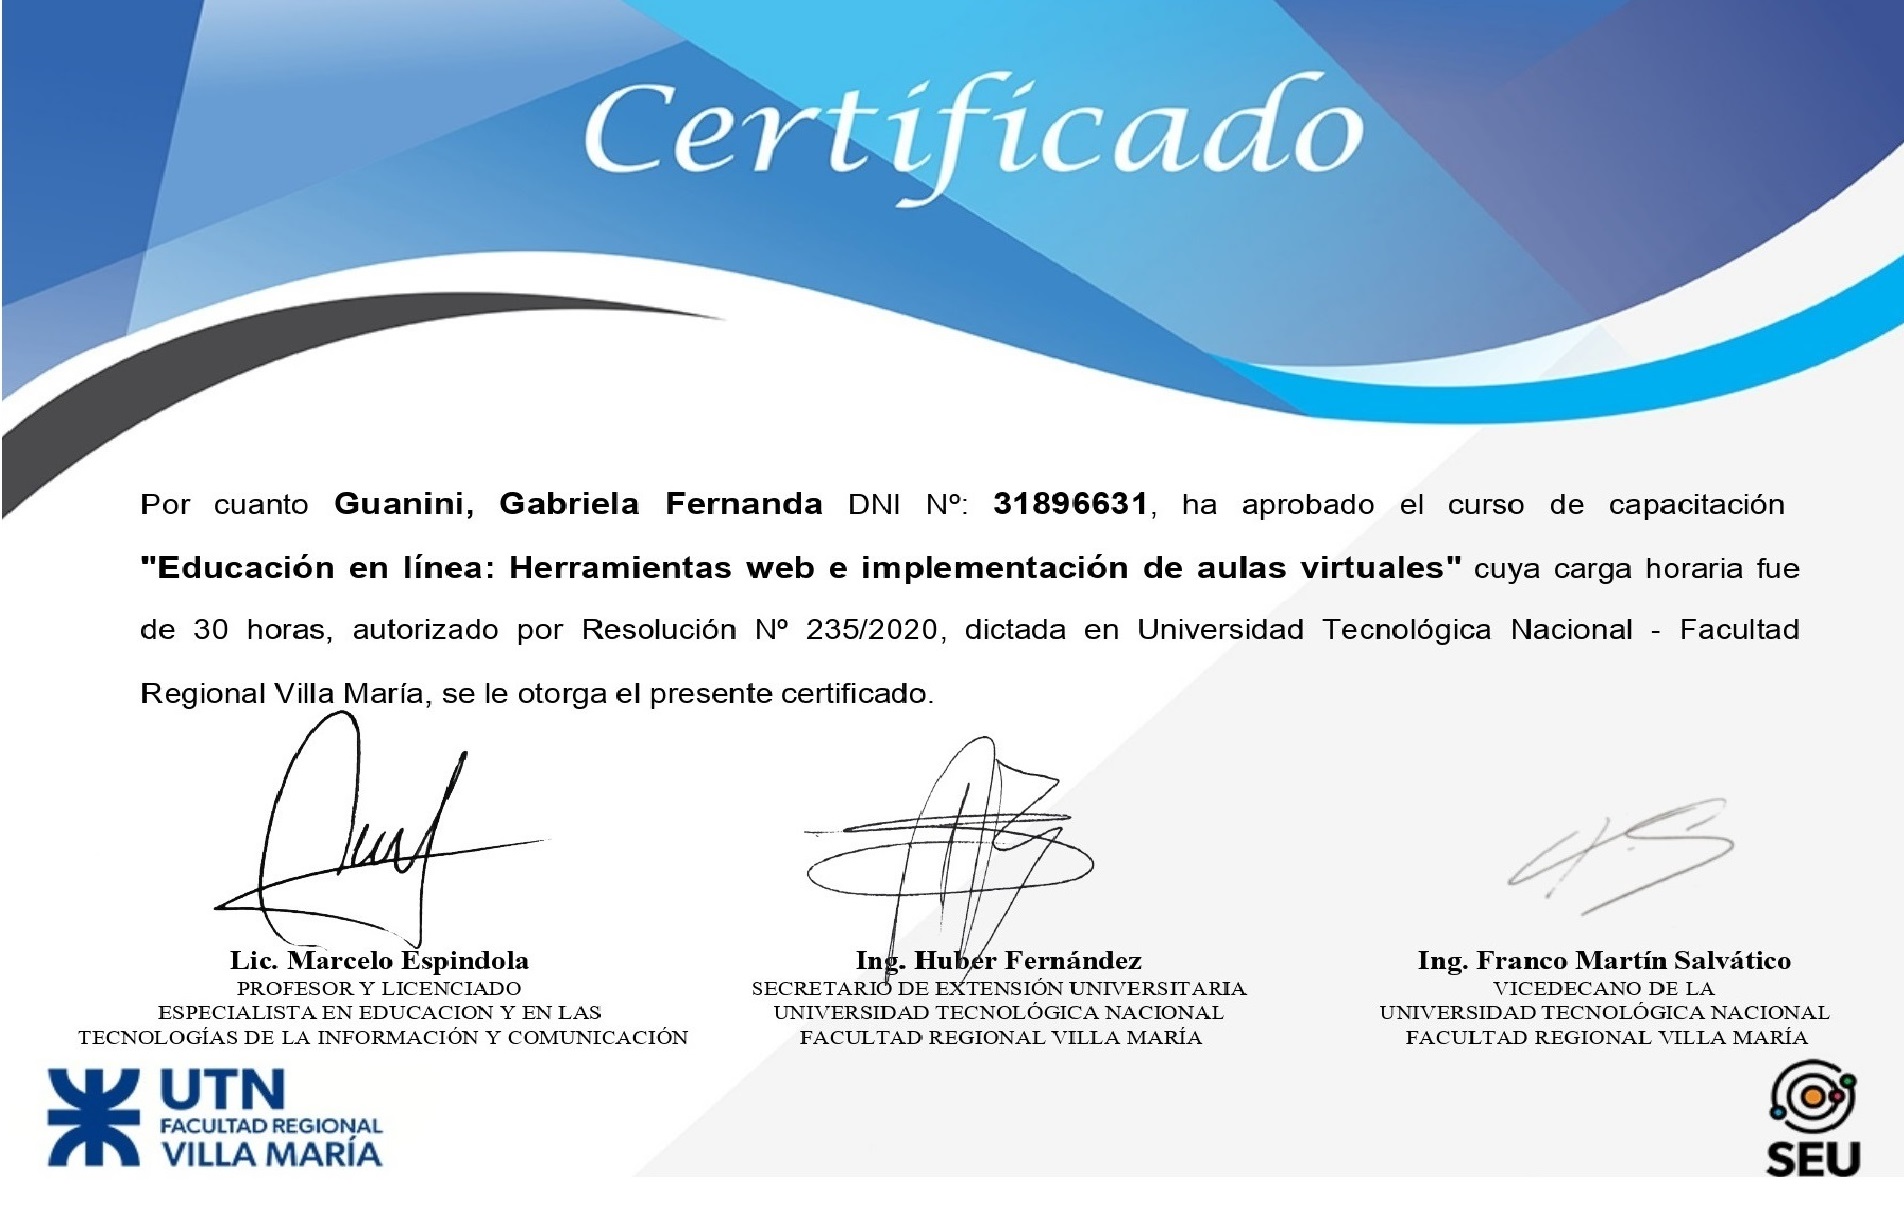 Certificado
Por cuanto Guanini, Gabriela Fernanda DNI Nº: 31896631, ha aprobado el curso de capacitación
"Educación en línea: Herramientas web e implementación de aulas virtuales" cuya carga horaria fue
de 30 horas, autorizado por Resolución Nº 235/2020, dictada en Universidad Tecnológica Nacional - Facultad
Regional Villa María, se le otorga el presente certificado.
Lic. Marcelo Espindola
PROFESOR Y LICENCIADO
ESPECIALISTA EN EDUCACION Y EN LAS
TECNOLOGÍAS DE LA INFORMACIÓN Y COMUNICACIÓN
Ing. Huber Fernández
SECRETARIO DE EXTENSIÓN UNIVERSITARIA
UNIVERSIDAD TECNOLÓGICA NACIONAL
FACULTAD REGIONAL VILLA MARÍA
Ing. Franco Martín Salvático
VICEDECANO DE LA
UNIVERSIDAD TECNOLÓGICA NACIONAL
FACULTAD REGIONAL VILLA MARÍA
UTN
FACULTAD REGIONAL
VILLA MARÍA
SEU